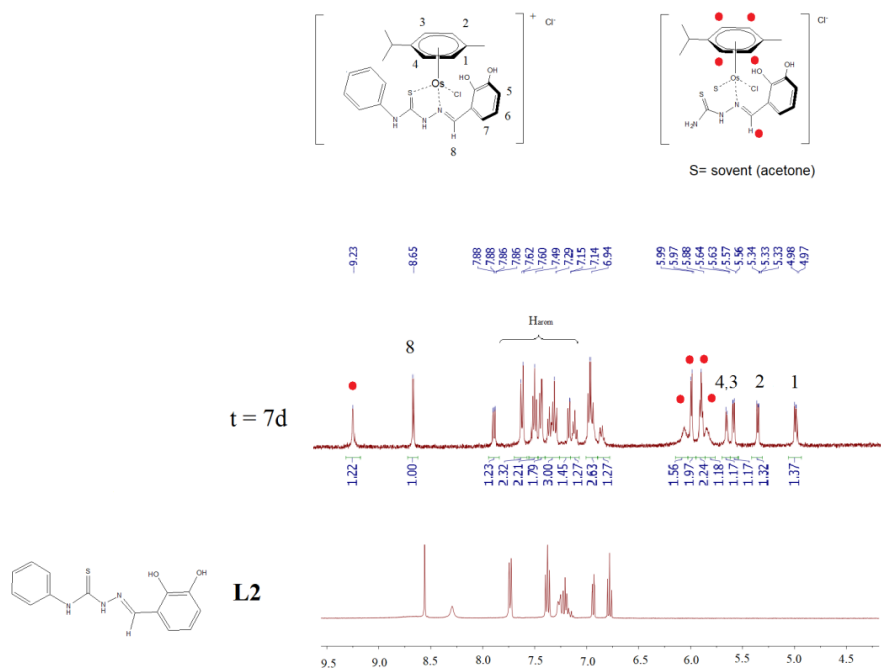 3 2
4 1
Os
S Cl
HO OH
N
S
N H NH
H
5
6
7
8
+
Cl-
Os
S Cl
HO OH
S N
H2N NH
H
Cl-
S= sovent (acetone)
9.23 8.65 7.88 7.88 7.86 7.86 7.62 7.60 7.49 7.29 7.15 7.14 6.94 5.99 5.97 5.88 5.64 5.63 5.57 5.56 5.34 5.33 5.33 4.98 4.97
Harom
8 4,3 2 1
t = 7d
1.22 1.00 1.23 2.32 2.21 1.79 3.00 1.45 1.27 2.63 1.27 1.56 1.97 2.24 1.18 1.17 1.17 1.32 1.37
S HO OH
N
N H NH
H
L2
9.5 9.0 8.5 8.0 7.5 7.0 6.5 6.0 5.5 5.0 4.5